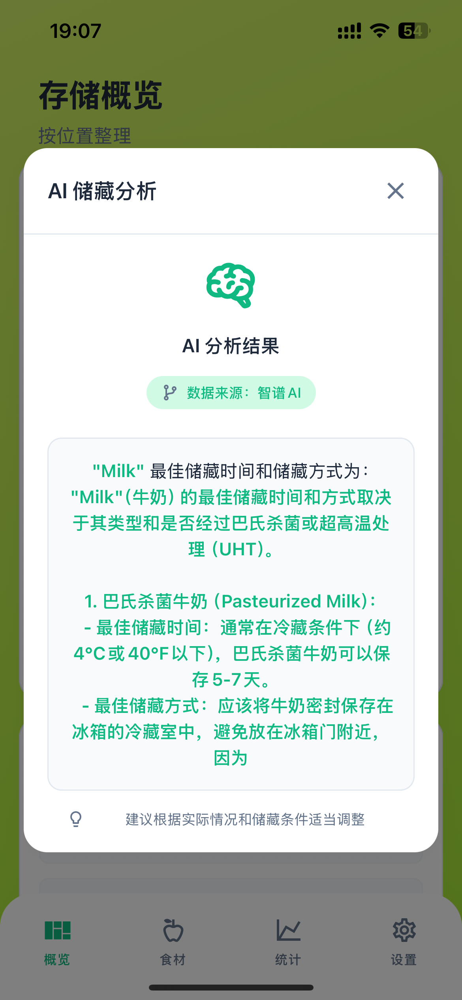 19:07
54
存储概览
按位置整理
AI 储藏分析
AI 分析结果
数据来源：智谱 AI
"Milk" 最佳储藏时间和储藏方式为：
"Milk"（牛奶）的最佳储藏时间和方式取决
于其类型和是否经过巴氏杀菌或超高温处
理（UHT）。
1. 巴氏杀菌牛奶（Pasteurized Milk）：
- 最佳储藏时间：通常在冷藏条件下（约
4°C或40°F以下），巴氏杀菌牛奶可以保
存5-7天。
- 最佳储藏方式：应该将牛奶密封保存在
冰箱的冷藏室中，避免放在冰箱门附近，
因为
建议根据实际情况和储藏条件适当调整
概览
食材
统计
设置